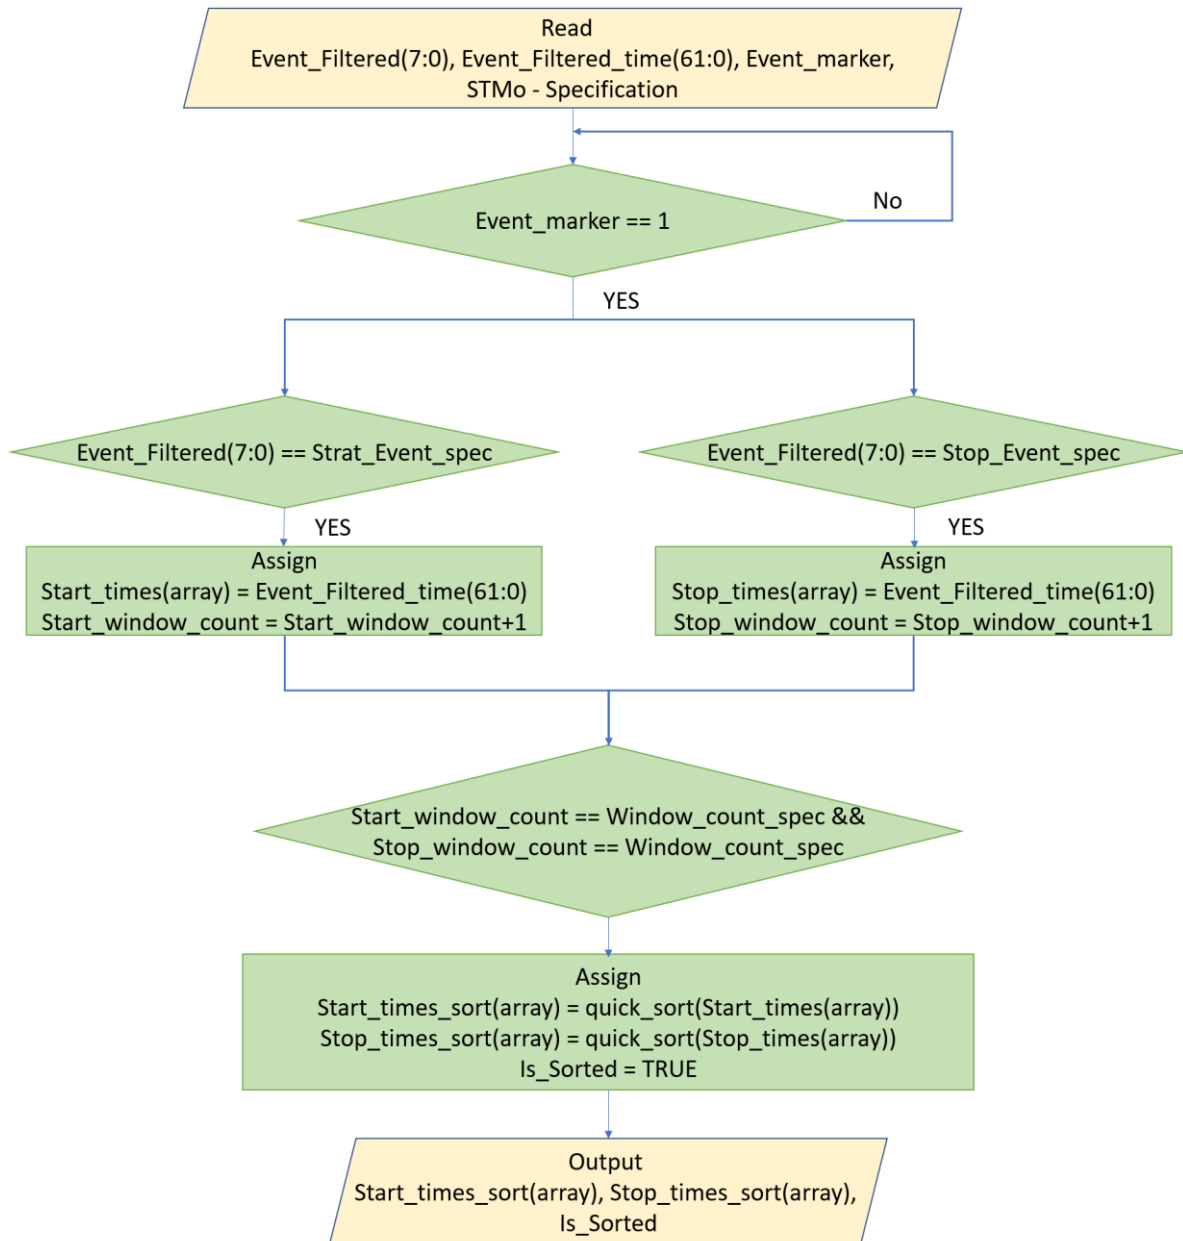 Read
Event_Filtered(7:0), Event_Filtered_time(61:0), Event_marker,
STMo - Specification
Event_marker == 1
No
YES
Event_Filtered(7:0) == Strat_Event_spec
Event_Filtered(7:0) == Stop_Event_spec
YES
YES
Assign
Start_times(array) = Event_Filtered_time(61:0)
Start_window_count = Start_window_count+1
Assign
Stop_times(array) = Event_Filtered_time(61:0)
Stop_window_count = Stop_window_count+1
Start_window_count == Window_count_spec &&
Stop_window_count == Window_count_spec
Assign
Start_times_sort(array) = quick_sort(Start_times(array))
Stop_times_sort(array) = quick_sort(Stop_times(array))
Is_Sorted = TRUE
Output
Start_times_sort(array), Stop_times_sort(array),
Is_Sorted